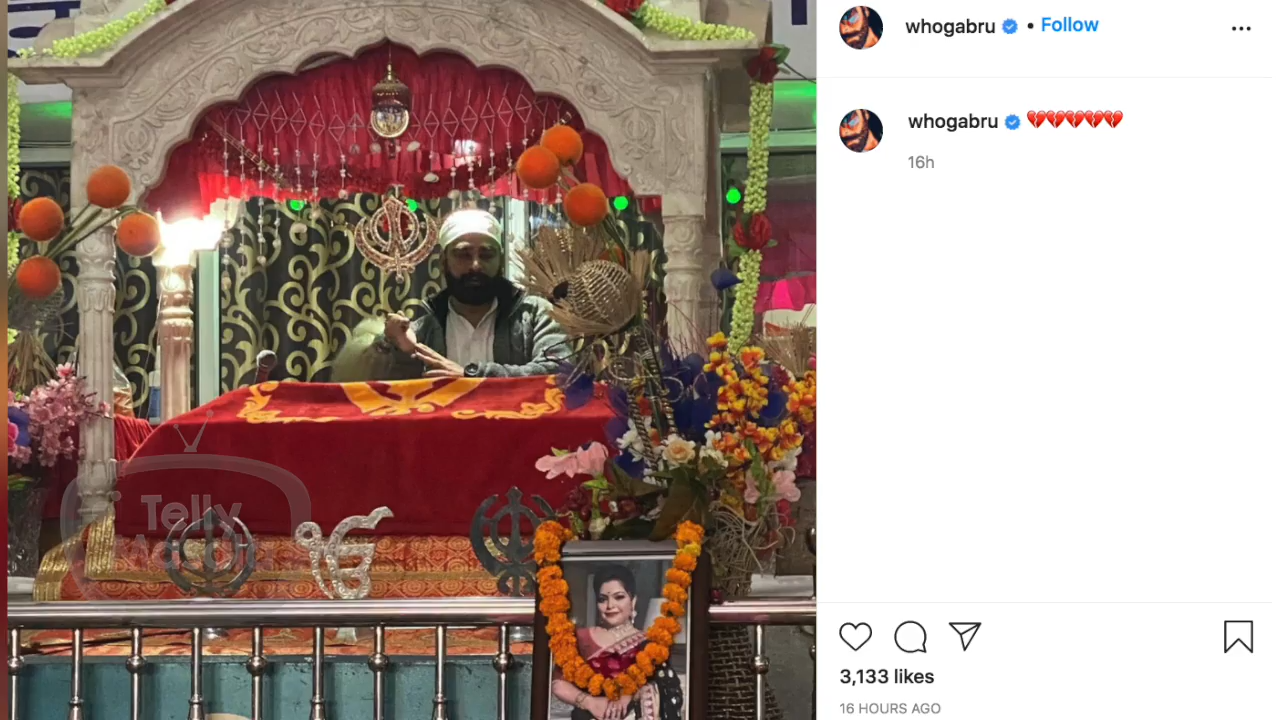 whogabru • Follow
whogabru 💔💔💔💔💔
16h
Telly
ੴ
3,133 likes
16 HOURS AGO